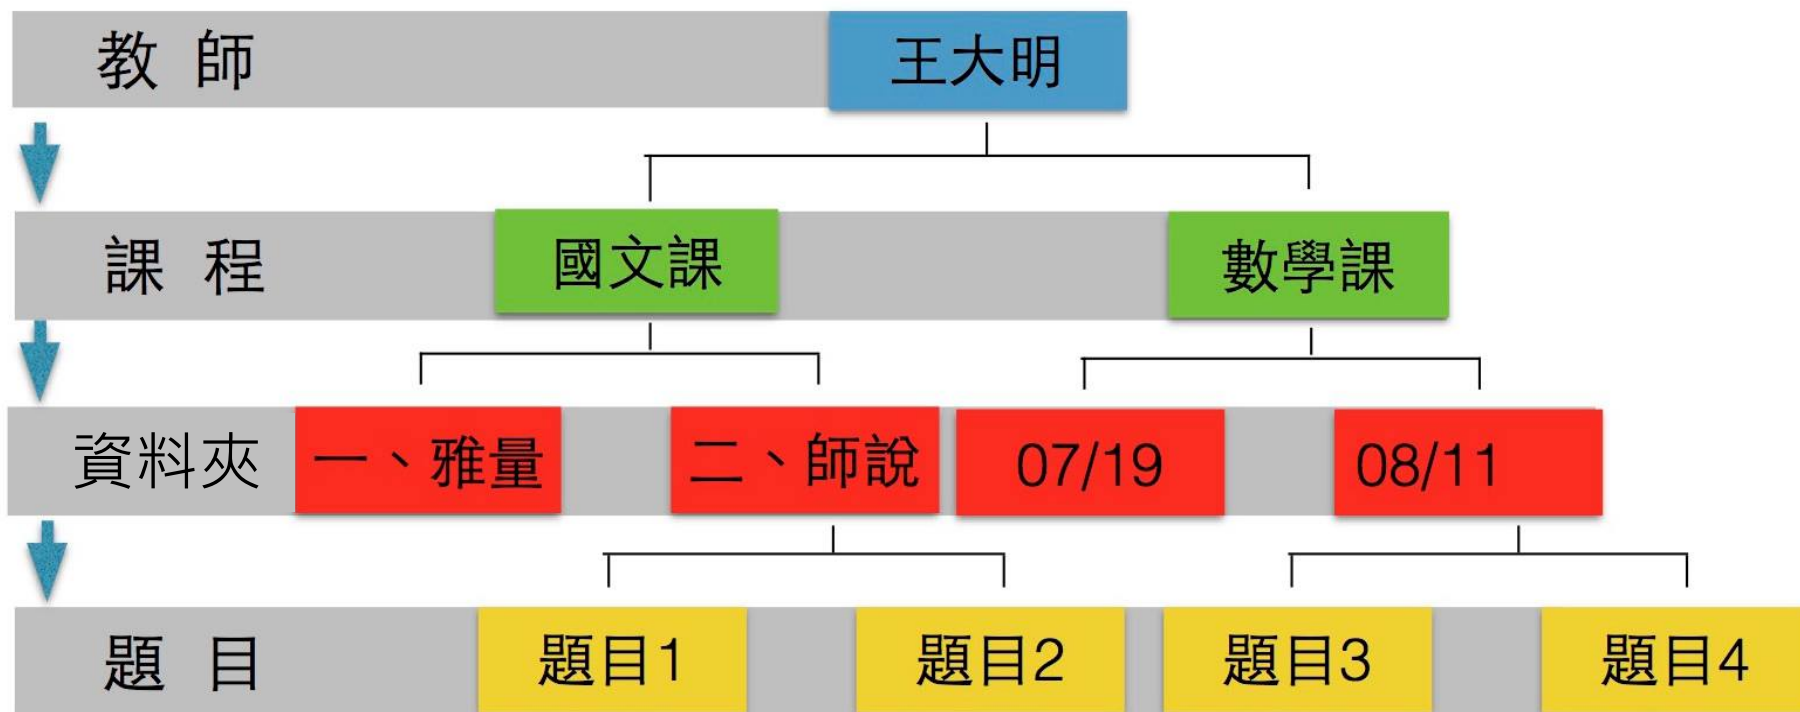 教 師 王大明
課 程 國文課 數學課
資料夾 一、雅量 二、師說 07/19 08/11
題 目 題目1 題目2 題目3 題目4